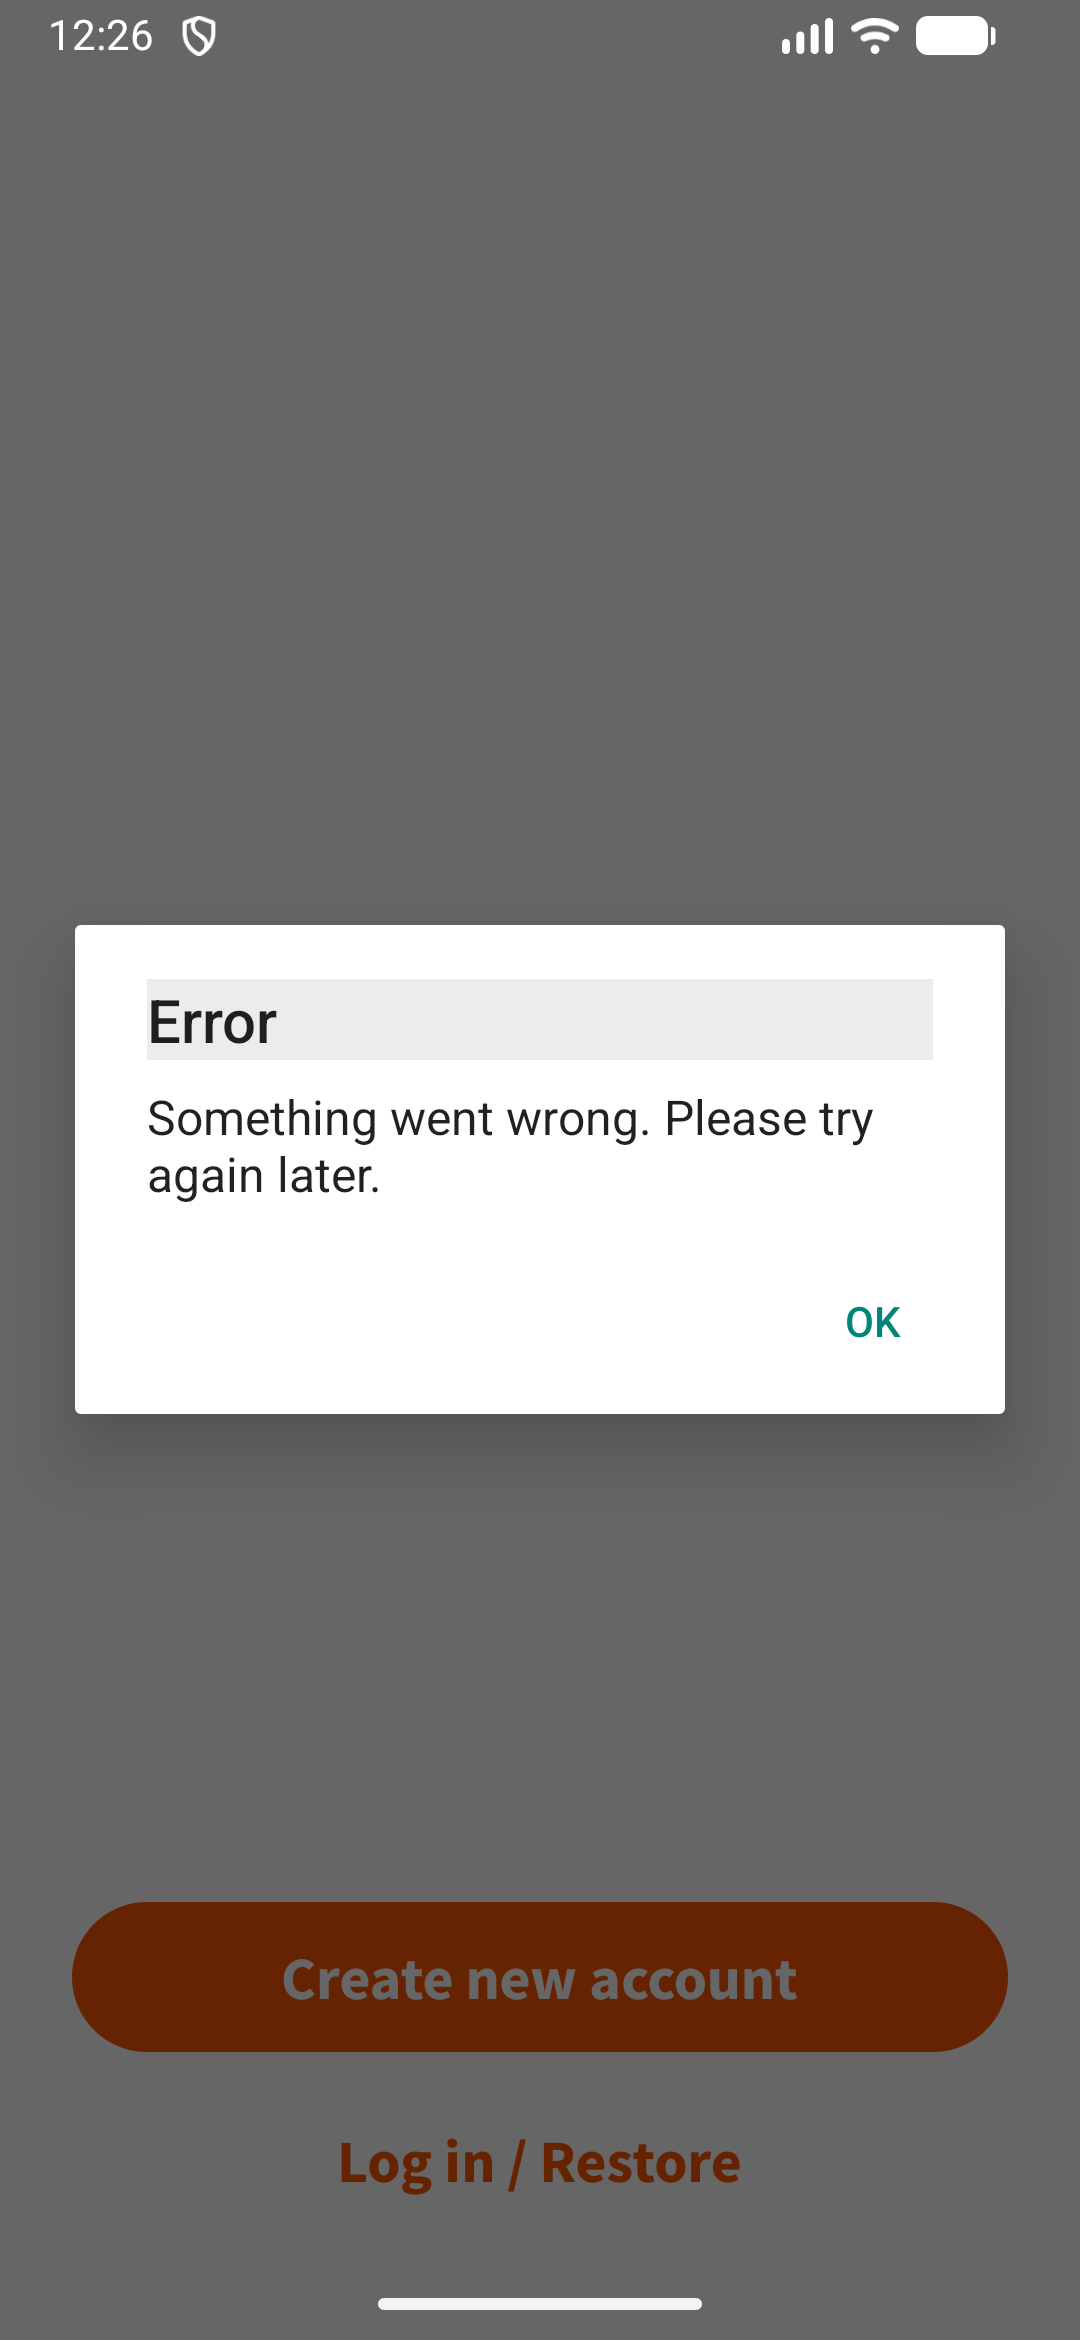 12:26
Error
Something went wrong. Please try
again later.
OK
Create new account
Log in / Restore